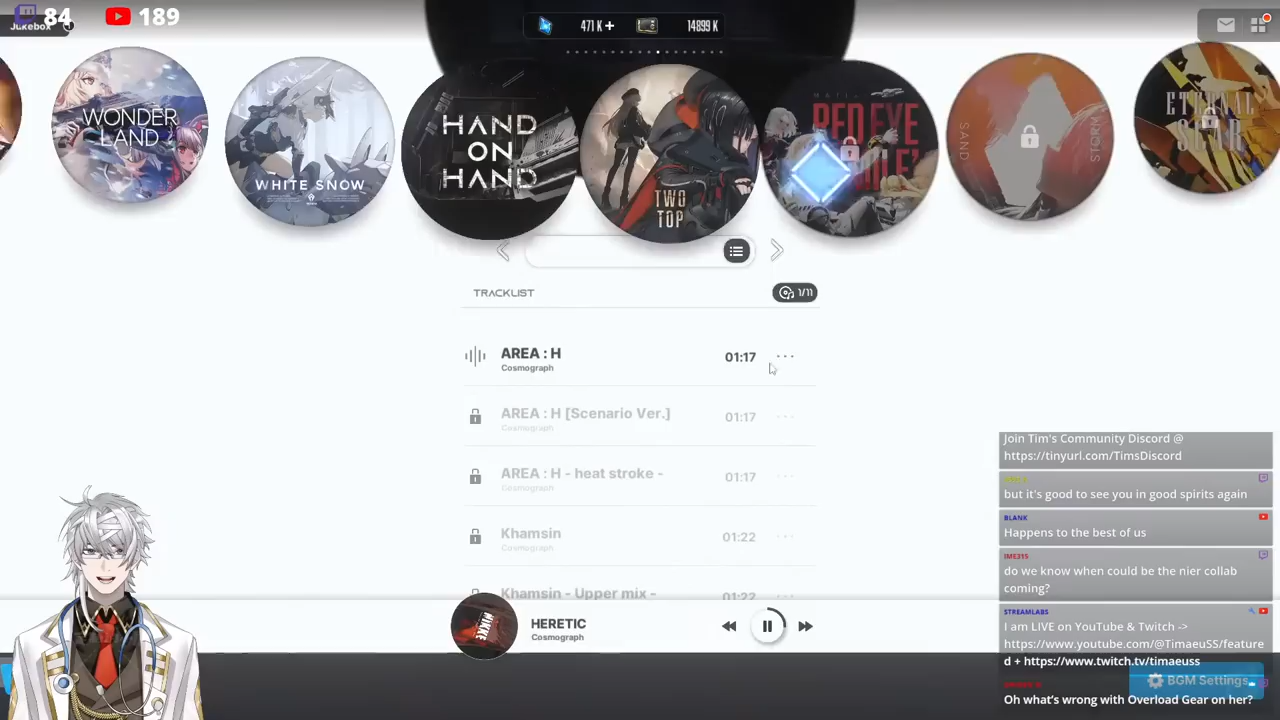 84
189
Jukebox
471 K +
14899 K
WONDER
LAND
WHITE SNOW
HAND
ON
HAND
TWO
TOP
RED EYE
SAND
STORM
ETERNAL
TRACKLIST
1/11
AREA : H
01:17
Cosmograph
AREA : H [Scenario Ver.]
01:17
Cosmograph
AREA : H - heat stroke -
01:17
Cosmograph
Khamsin
01:22
Cosmograph
Khamsin - Upper mix -
01:22
NIKKE
HERETIC
Cosmograph
Join Tim's Community Discord @
https://tinyurl.com/TimsDiscord
but it's good to see you in good spirits again
BLANK
Happens to the best of us
IME315
do we know when could be the nier collab
coming?
STREAMLABS
I am LIVE on YouTube & Twitch ->
https://www.youtube.com/@TimaeuSS/feature
d + https://www.twitch.tv/timaeuss
BGM Settings
Oh what's wrong with Overload Gear on her?